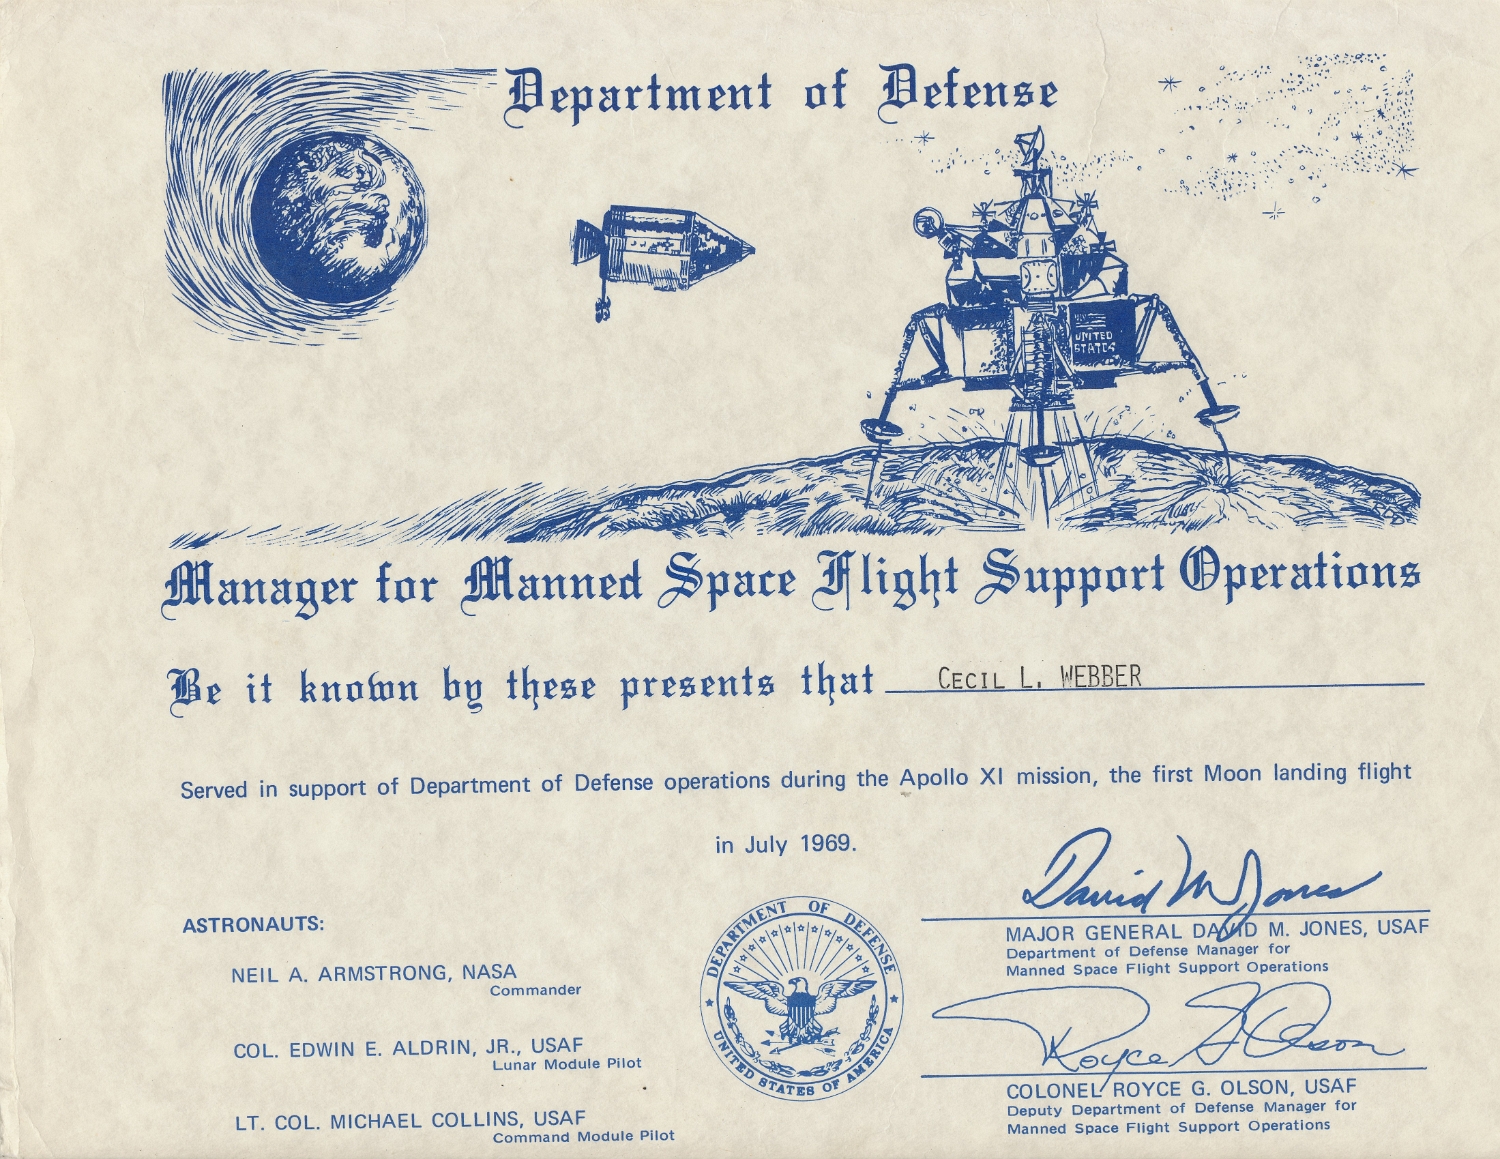 Department of Defense
UNITED
STATES
Manager for Manned Space Flight Support Operations
Be it known by these presents that CECIL L. WEBBER
Served in support of Department of Defense operations during the Apollo XI mission, the first Moon landing flight
in July 1969.
ASTRONAUTS:
NEIL A. ARMSTRONG, NASA
Commander
COL. EDWIN E. ALDRIN, JR., USAF
Lunar Module Pilot
LT. COL. MICHAEL COLLINS, USAF
Command Module Pilot
DEPARTMENT OF DEFENSE
UNITED STATES OF AMERICA
David M Jones
MAJOR GENERAL DAVID M. JONES, USAF
Department of Defense Manager for
Manned Space Flight Support Operations
Royce G Olson
COLONEL ROYCE G. OLSON, USAF
Deputy Department of Defense Manager for
Manned Space Flight Support Operations